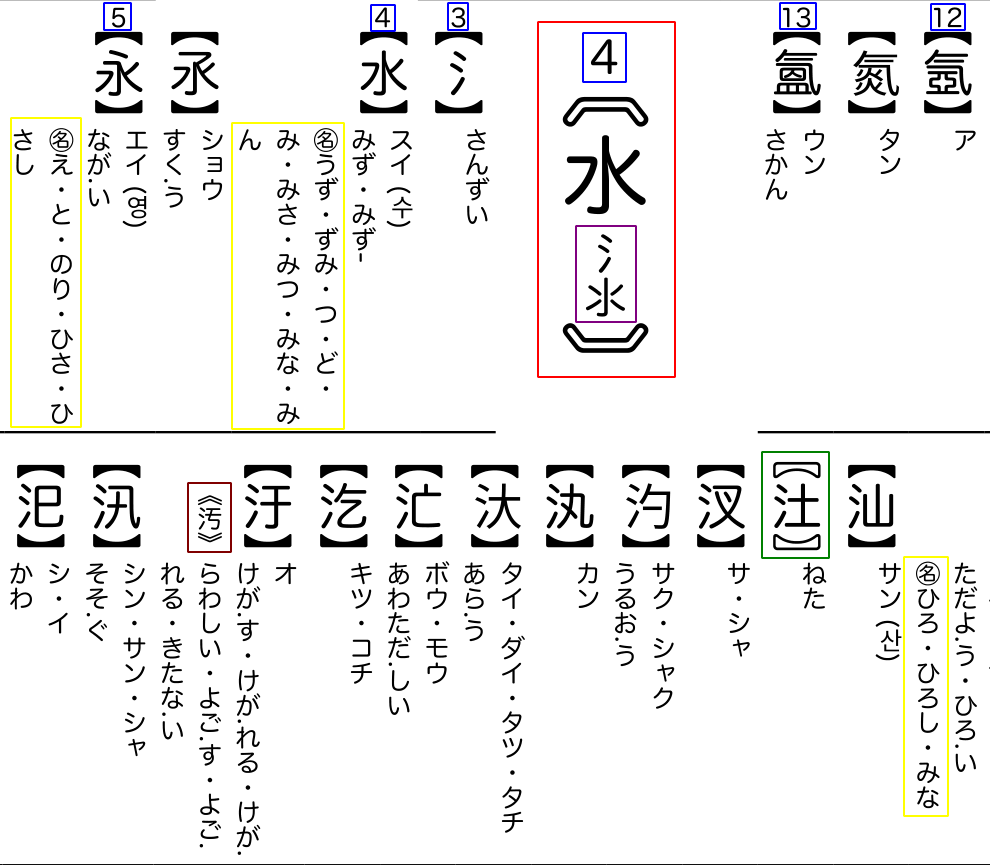 12
【氬】
ア
【氮】
タン
13
【氳】
ウン
さかん
4
〖水
氵氺〗
3
【氵】
さんずい
4
【水】
スイ (수)
みず・みず-
㊔うず・ずみ・つ・ど・
み・みさ・みつ・みな・み
ん
【氶】
ショウ
すく.う
5
【永】
エイ (영)
なが.い
㊔え・と・のり・ひさ・ひ
さし
ただよ.う・ひろ.い
㊔ひろ・ひろし・みな
【汕】
サン (산)
〖汢〗
ねた
【汊】
サ・シャ
【汋】
サク・シャク
うるお.う
【汍】
カン
【汏】
タイ・ダイ・タツ・タチ
あら.う
【汒】
ボウ・モウ
あわただ.しい
【汔】
キツ・コチ
【汙】
《汚》
オ
けが.す・けが.れる・けが.
らわしい・よご.す・よご.
れる・きたな.い
【汛】
シン・サン・シャ
そそ.ぐ
【汜】
シ・イ
かわ